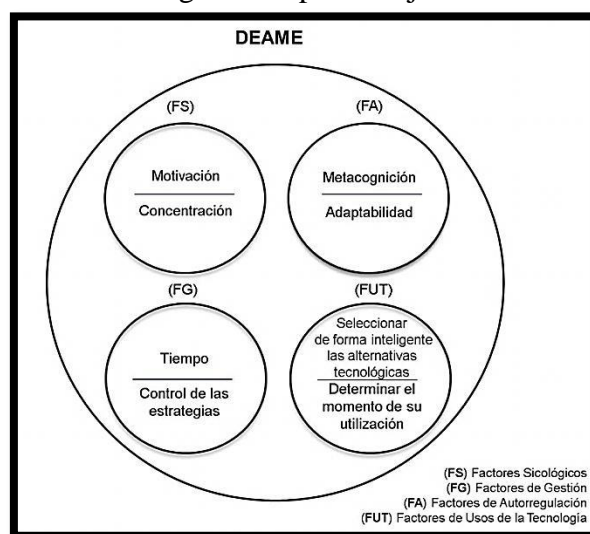 DEAME
(FS)
Motivación
Concentración
(FA)
Metacognición
Adaptabilidad
(FG)
Tiempo
Control de las
estrategias
(FUT)
Seleccionar
de forma inteligente
las alternativas
tecnológicas
Determinar el
momento de su
utilización
(FS) Factores Sicológicos
(FG) Factores de Gestión
(FA) Factores de Autorregulación
(FUT) Factores de Usos de la Tecnología